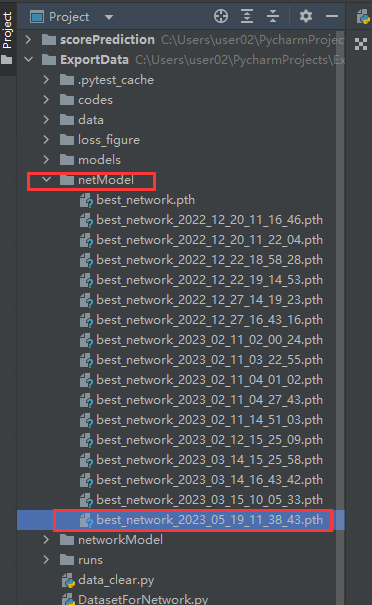 Project
Project
scorePrediction C:\Users\user02\PycharmProjec
ExportData C:\Users\user02\PycharmProjects\Ex
.pytest_cache
codes
data
loss_figure
models
netModel
best_network.pth
best_network_2022_12_20_11_16_46.pth
best_network_2022_12_20_11_22_04.pth
best_network_2022_12_22_18_58_28.pth
best_network_2022_12_22_19_14_53.pth
best_network_2022_12_27_14_19_23.pth
best_network_2022_12_27_16_43_16.pth
best_network_2023_02_11_02_00_24.pth
best_network_2023_02_11_03_22_55.pth
best_network_2023_02_11_04_01_02.pth
best_network_2023_02_11_04_27_43.pth
best_network_2023_02_11_14_51_03.pth
best_network_2023_02_12_15_25_09.pth
best_network_2023_03_14_15_25_58.pth
best_network_2023_03_14_16_43_42.pth
best_network_2023_03_15_10_05_33.pth
best_network_2023_05_19_11_38_43.pth
networkModel
runs
data_clear.py
DatasetForNetwork.py